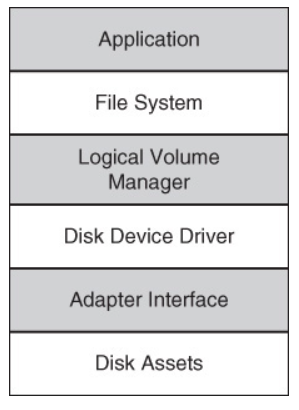 Application
File System
Logical Volume
Manager
Disk Device Driver
Adapter Interface
Disk Assets